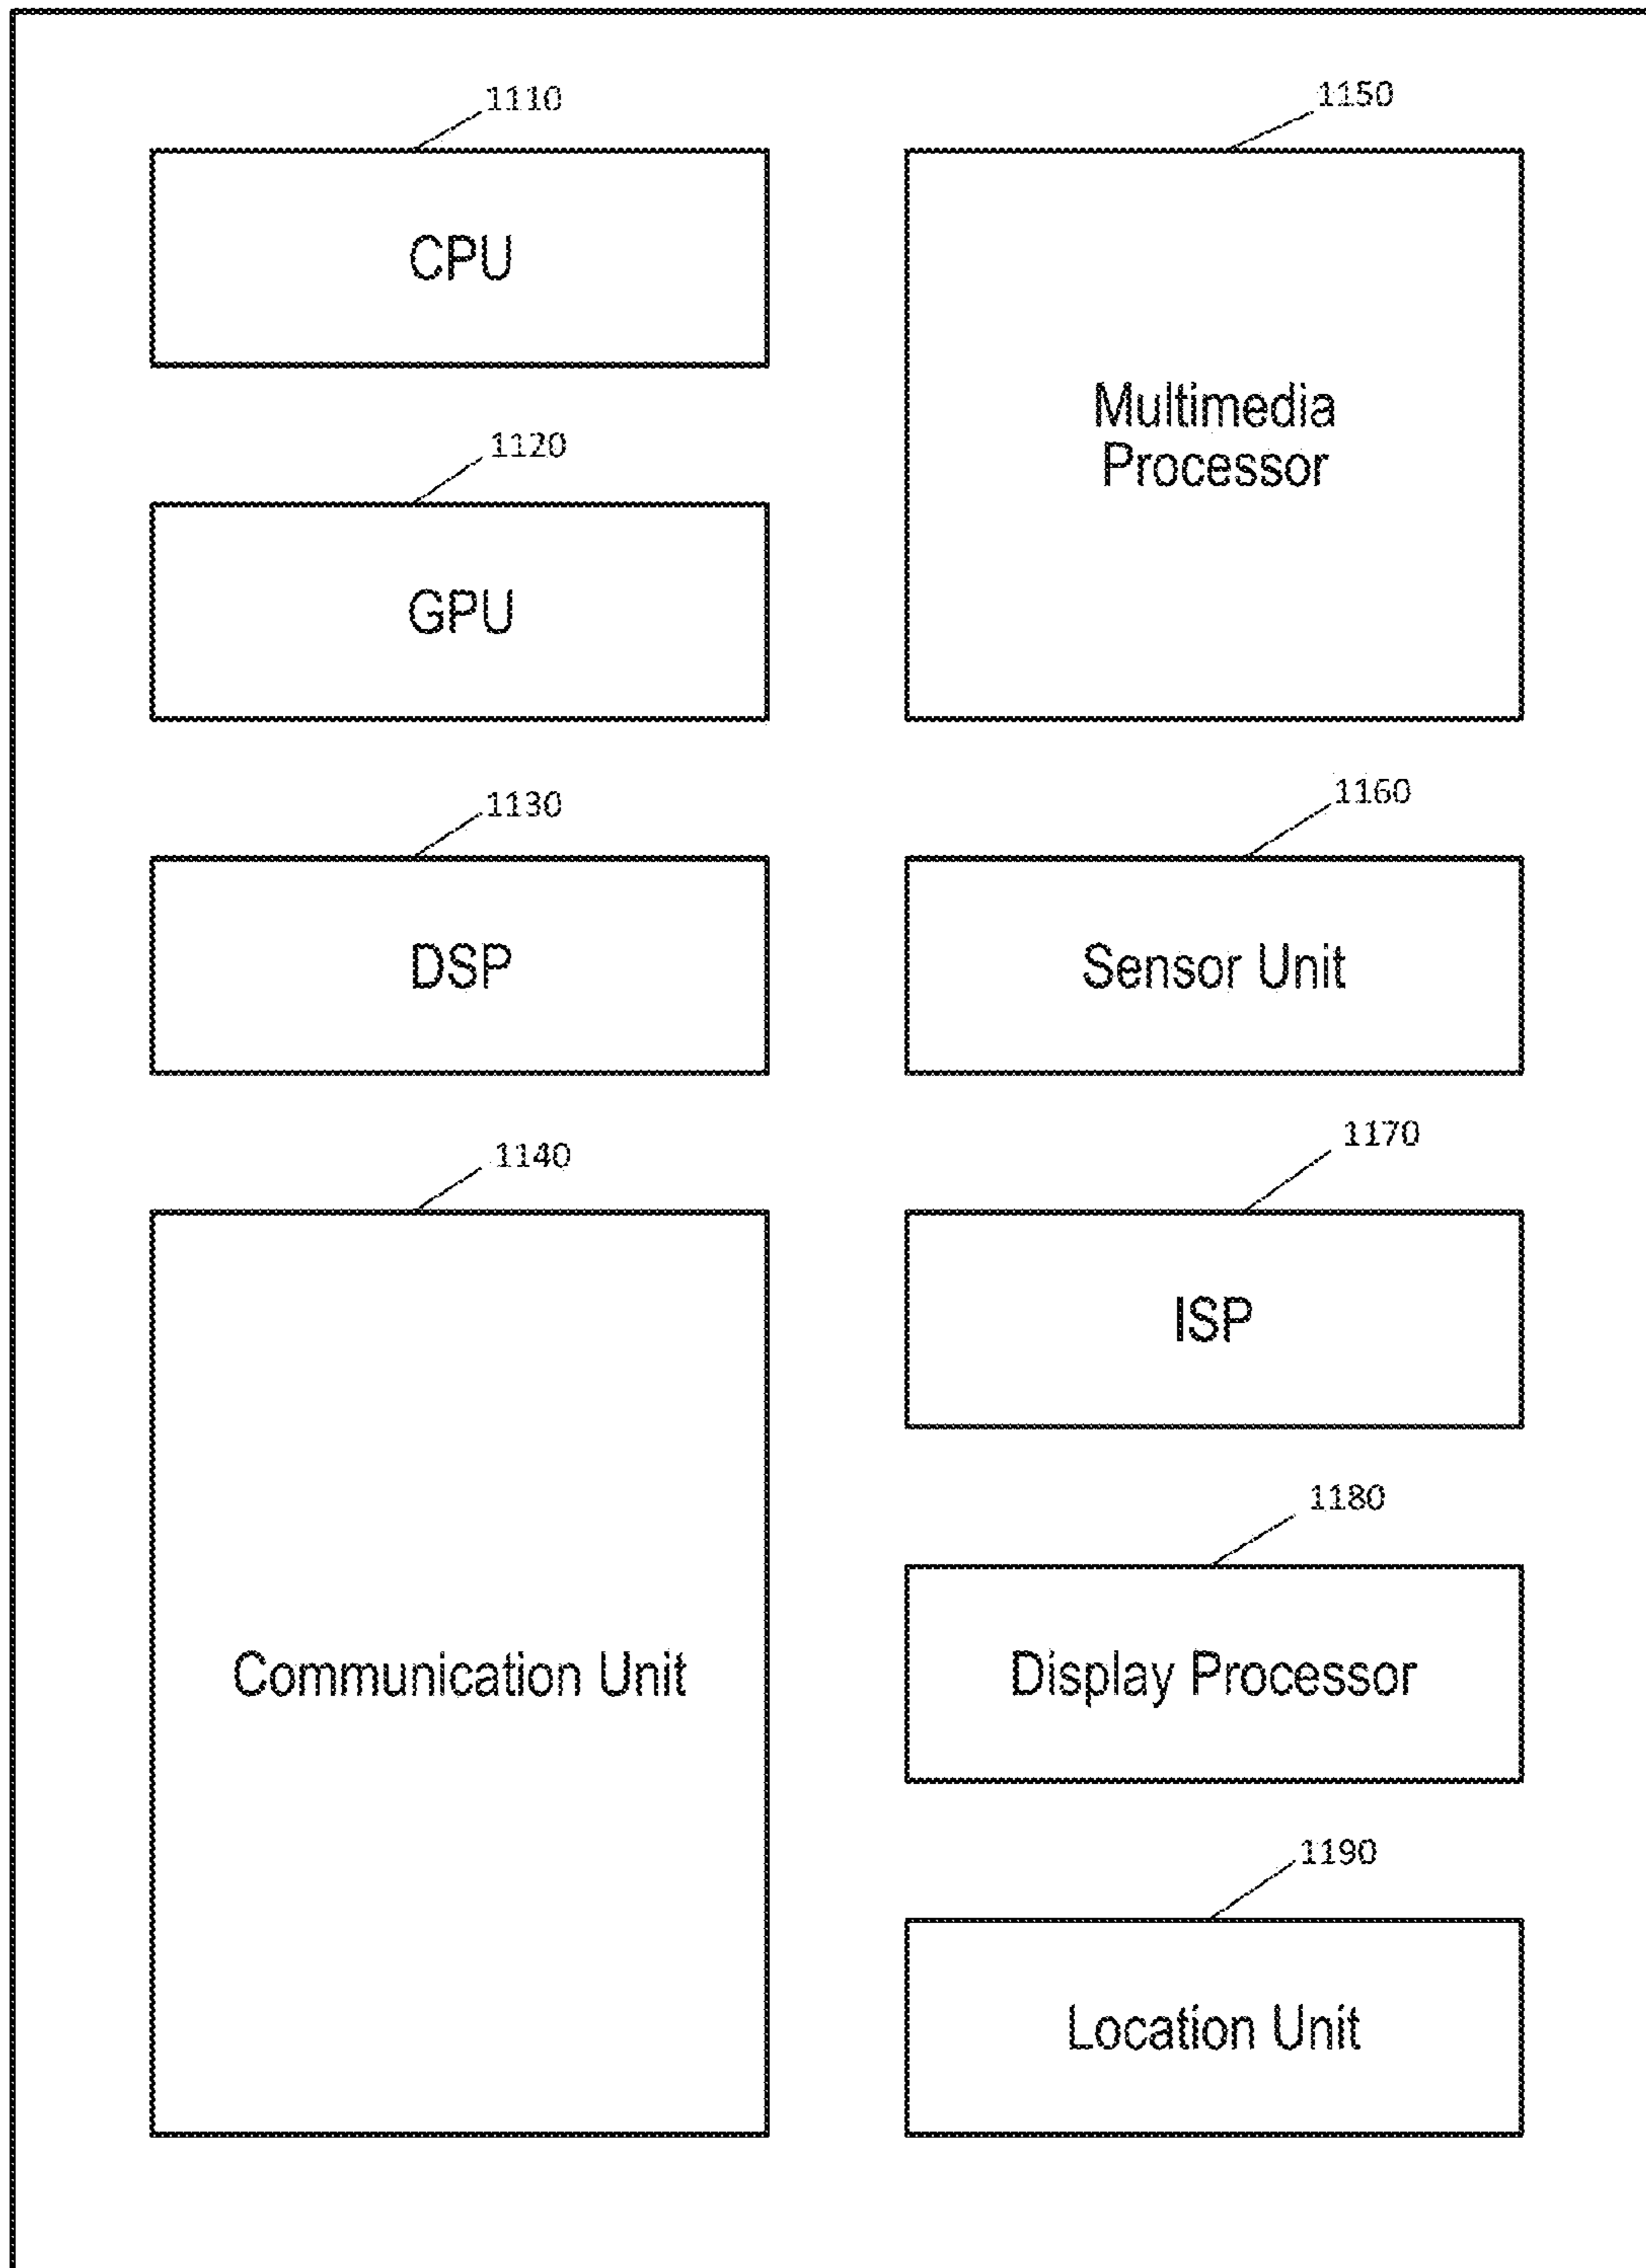 1110
CPU
1120
GPU
1130
DSP
1140
Communication Unit
1150
Multimedia
Processor
1160
Sensor Unit
1170
ISP
1180
Display Processor
1190
Location Unit